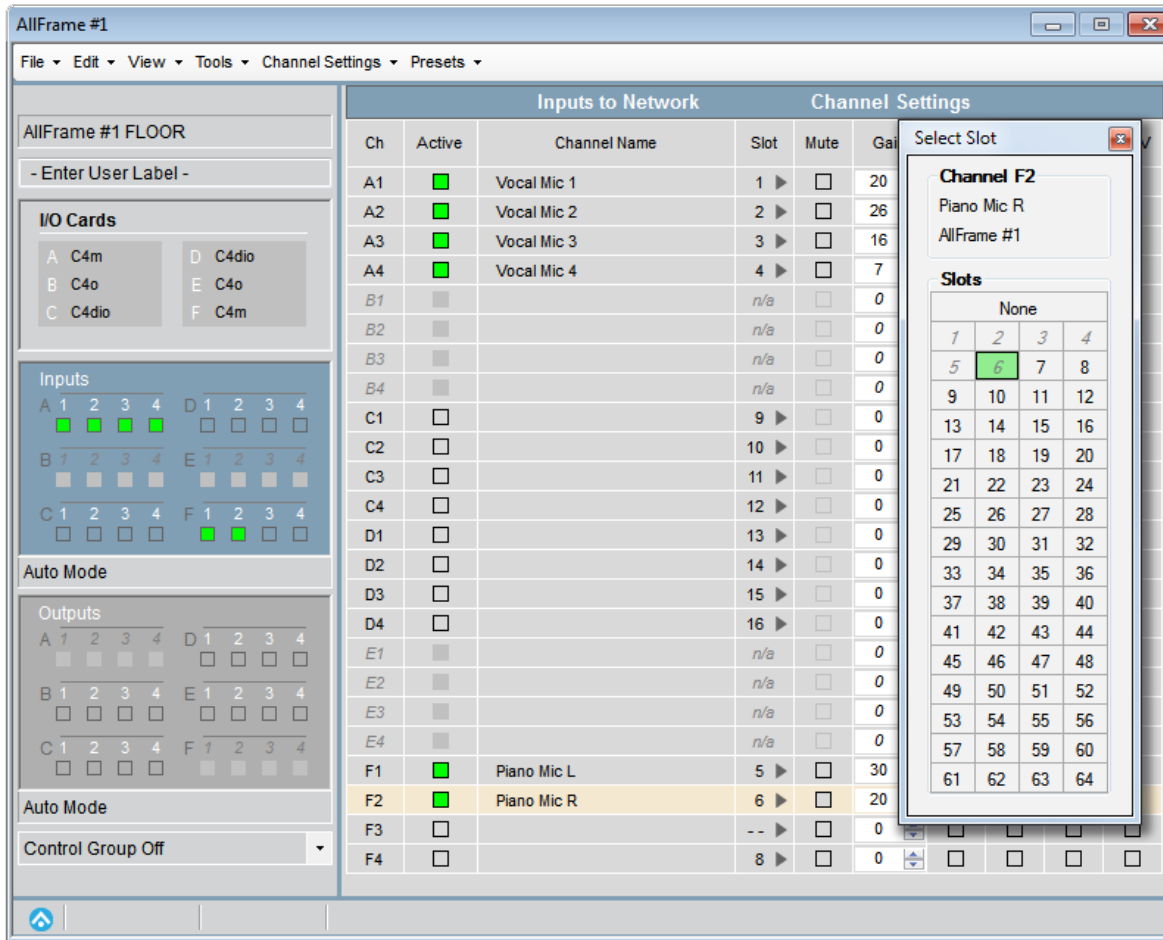 AllFrame #1
File Edit View Tools Channel Settings Presets
AllFrame #1 FLOOR
- Enter User Label -
I/O Cards
A C4m D C4dio
B C4o E C4o
C C4dio F C4m
Inputs
A 1 2 3 4 D 1 2 3 4
B 1 2 3 4 E 1 2 3 4
C 1 2 3 4 F 1 2 3 4
Auto Mode
Outputs
A 1 2 3 4 D 1 2 3 4
B 1 2 3 4 E 1 2 3 4
C 1 2 3 4 F 1 2 3 4
Auto Mode
Control Group Off
Inputs to Network Channel Settings
Ch Active Channel Name Slot Mute Gai V
A1 Vocal Mic 1 1 20
A2 Vocal Mic 2 2 26
A3 Vocal Mic 3 3 16
A4 Vocal Mic 4 4 7
B1 n/a 0
B2 n/a 0
B3 n/a 0
B4 n/a 0
C1 9 0
C2 10 0
C3 11 0
C4 12 0
D1 13 0
D2 14 0
D3 15 0
D4 16 0
E1 n/a 0
E2 n/a 0
E3 n/a 0
E4 n/a 0
F1 Piano Mic L 5 30
F2 Piano Mic R 6 20
F3 -- 0
F4 8 0
Select Slot
Channel F2
Piano Mic R
AllFrame #1
Slots
None
1 2 3 4
5 6 7 8
9 10 11 12
13 14 15 16
17 18 19 20
21 22 23 24
25 26 27 28
29 30 31 32
33 34 35 36
37 38 39 40
41 42 43 44
45 46 47 48
49 50 51 52
53 54 55 56
57 58 59 60
61 62 63 64